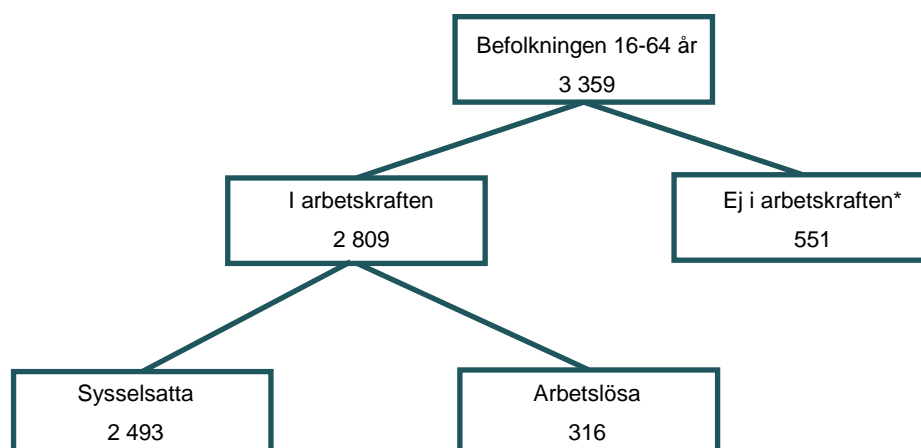 Befolkningen 16-64 år
3 359
I arbetskraften
2 809
Ej i arbetskraften*
551
Sysselsatta
2 493
Arbetslösa
316